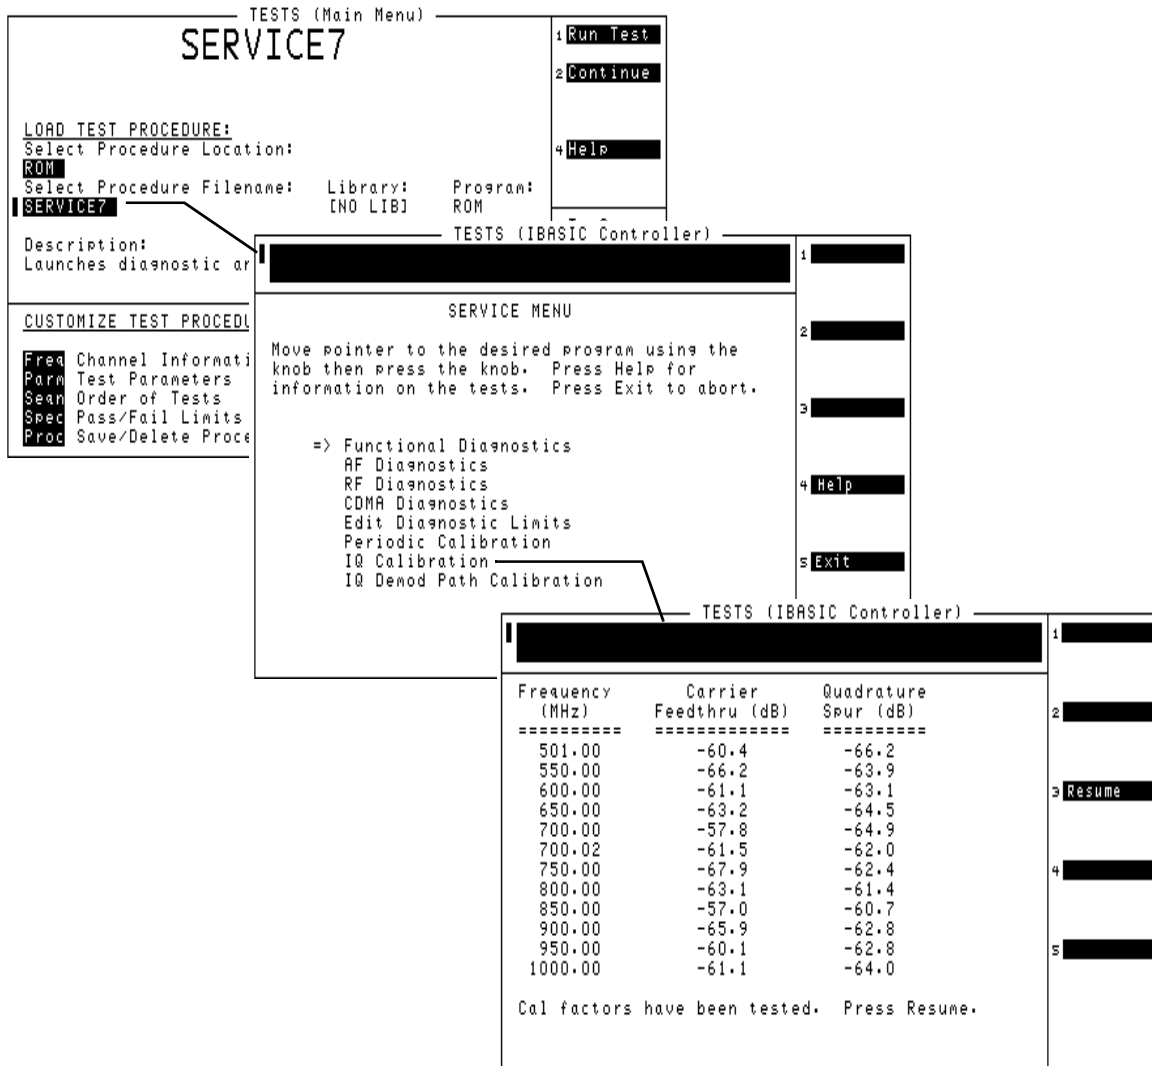 TESTS (Main Menu)
SERVICE7
1 Run Test
2 Continue
4 Help
LOAD TEST PROCEDURE:
Select Procedure Location:
ROM
Select Procedure Filename: Library: Program:
SERVICE7 [NO LIB] ROM
Description:
Launches diagnostic
CUSTOMIZE TEST
Freq Channel
Parm Test Parameters
Seqn Order of Tests
Spec Pass/Fail Limits
Proc Save/Delete
TESTS (IBASIC Controller)
1
SERVICE MENU
2
Move pointer to the desired program using the
knob then press the knob. Press Help for
information on the tests. Press Exit to abort.
3
=> Functional Diagnostics
AF Diagnostics
RF Diagnostics
4 Help
CDMA Diagnostics
Edit Diagnostic Limits
Periodic Calibration
IQ Calibration
5 Exit
IQ Demod Path Calibration
TESTS (IBASIC Controller)
1
Frequency Carrier Quadrature
(MHz) Feedthru (dB) Spur (dB)
2
========== ============= ==========
501.00 -60.4 -66.2
550.00 -66.2 -63.9
600.00 -61.1 -63.1
3 Resume
650.00 -63.2 -64.5
700.00 -57.8 -64.9
700.02 -61.5 -62.0
750.00 -67.9 -62.4
4
800.00 -63.1 -61.4
850.00 -57.0 -60.7
900.00 -65.9 -62.8
950.00 -60.1 -62.8
5
1000.00 -61.1 -64.0
Cal factors have been tested. Press Resume.